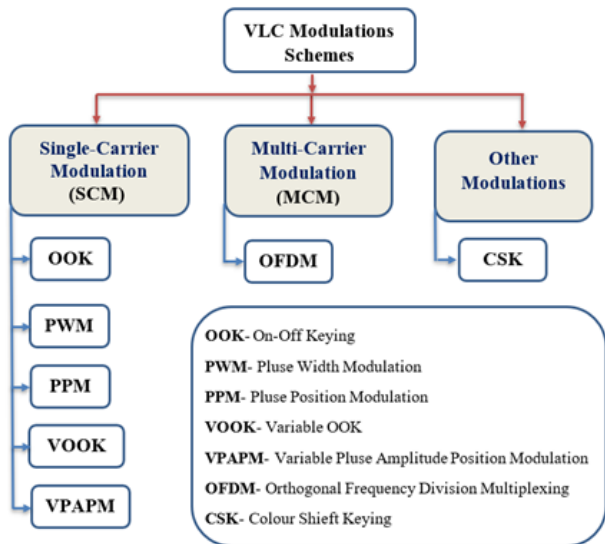 VLC Modulations
Schemes
Single-Carrier
Modulation
(SCM)
Multi-Carrier
Modulation
(MCM)
Other
Modulations
OOK
PWM
PPM
VOOK
VPAPM
OFDM
CSK
OOK- On-Off Keying
PWM- Pluse Width Modulation
PPM- Pluse Position Modulation
VOOK- Variable OOK
VPAPM- Variable Pluse Amplitude Position Modulation
OFDM- Orthogonal Frequency Division Multiplexing
CSK- Colour Shieft Keying